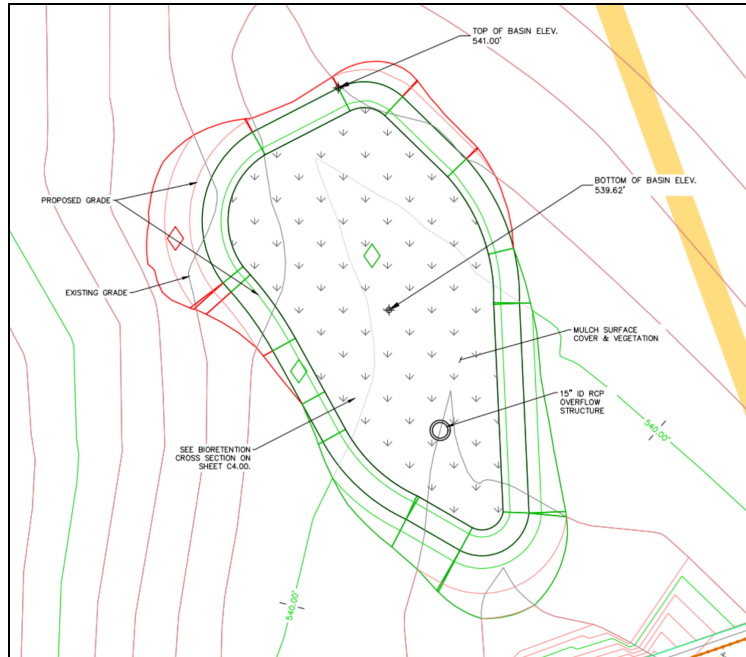 TOP OF BASIN ELEV.
541.00'
BOTTOM OF BASIN ELEV.
539.62'
PROPOSED GRADE
EXISTING GRADE
MULCH SURFACE
COVER & VEGETATION
15" ID RCP
OVERFLOW
STRUCTURE
540.00'
SEE BIORETENTION
CROSS SECTION ON
SHEET C4.00.
540.00'